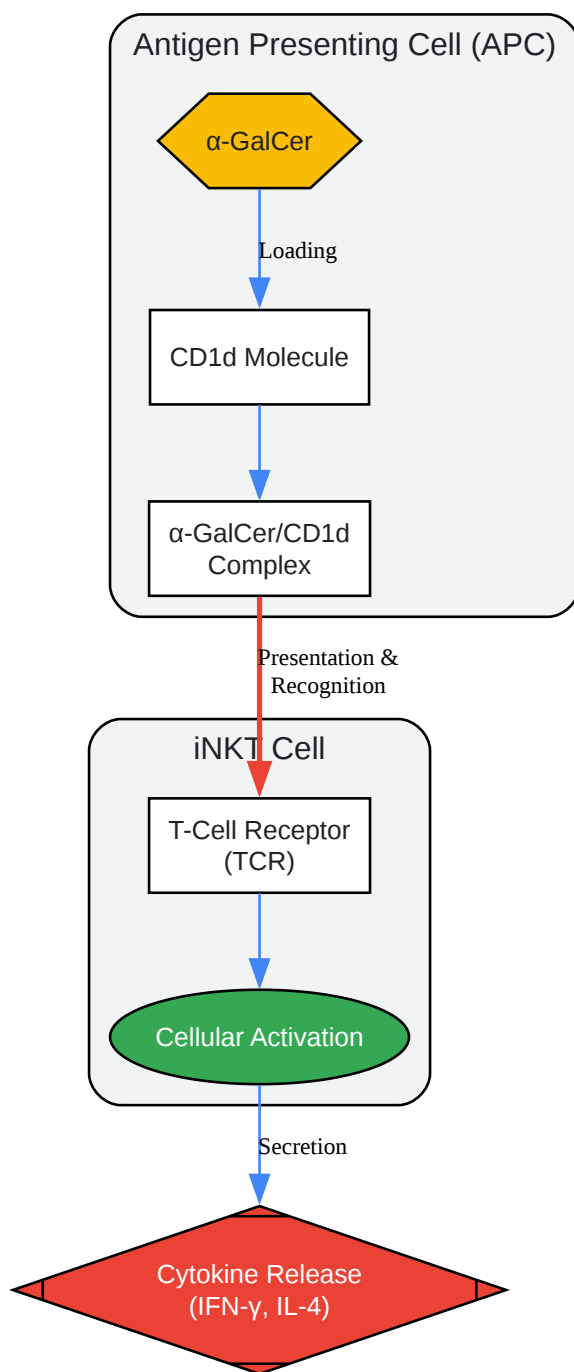 Antigen Presenting Cell (APC)
α-GalCer
Loading
CD1d Molecule
α-GalCer/CD1d
Complex
Presentation &
Recognition
iNKT Cell
T-Cell Receptor
(TCR)
Cellular Activation
Secretion
Cytokine Release
(IFN-γ, IL-4)